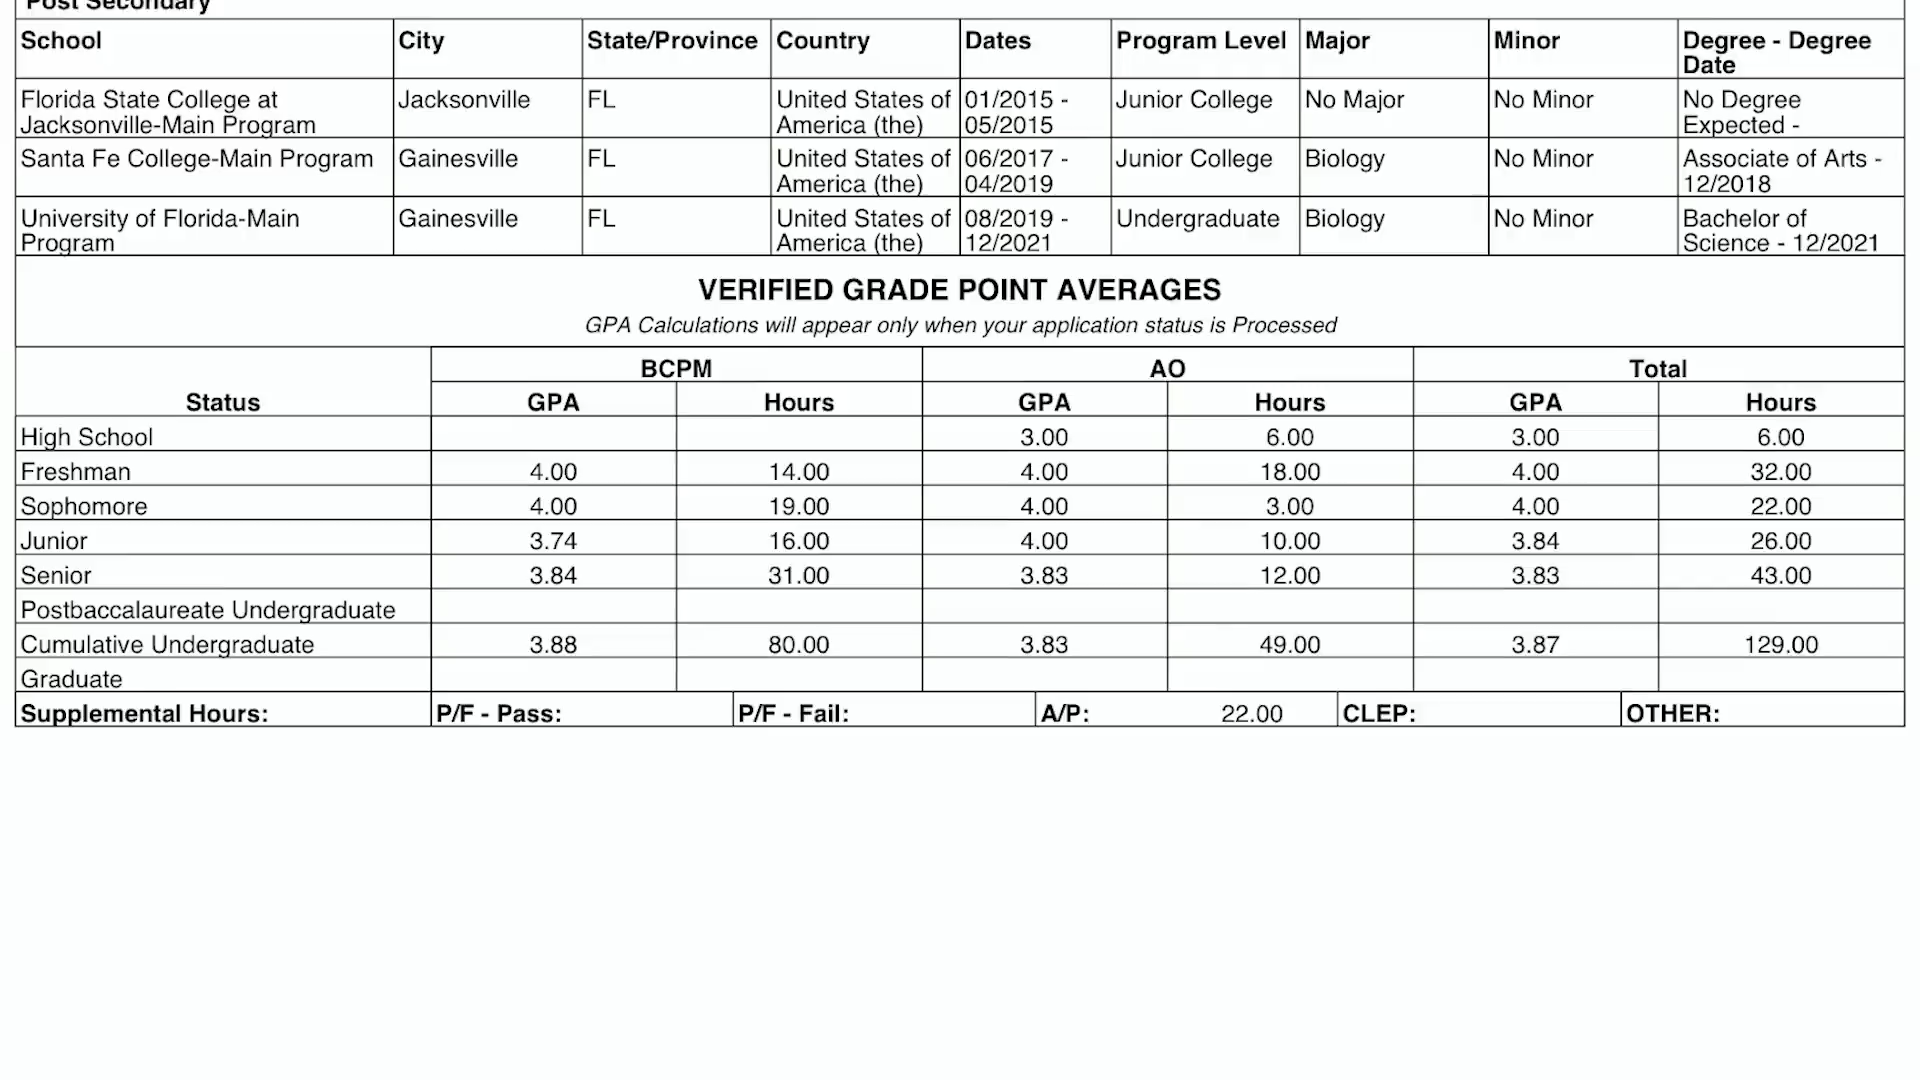 Post Secondary
School City State/Province Country Dates Program Level Major Minor Degree - Degree Date
Florida State College at Jacksonville-Main Program Jacksonville FL United States of America (the) 01/2015 - 05/2015 Junior College No Major No Minor No Degree Expected -
Santa Fe College-Main Program Gainesville FL United States of America (the) 06/2017 - 04/2019 Junior College Biology No Minor Associate of Arts - 12/2018
University of Florida-Main Program Gainesville FL United States of America (the) 08/2019 - 12/2021 Undergraduate Biology No Minor Bachelor of Science - 12/2021
VERIFIED GRADE POINT AVERAGES
GPA Calculations will appear only when your application status is Processed
BCPM AO Total
Status GPA Hours GPA Hours GPA Hours
High School 3.00 6.00 3.00 6.00
Freshman 4.00 14.00 4.00 18.00 4.00 32.00
Sophomore 4.00 19.00 4.00 3.00 4.00 22.00
Junior 3.74 16.00 4.00 10.00 3.84 26.00
Senior 3.84 31.00 3.83 12.00 3.83 43.00
Postbaccalaureate Undergraduate
Cumulative Undergraduate 3.88 80.00 3.83 49.00 3.87 129.00
Graduate
Supplemental Hours: P/F - Pass: P/F - Fail: A/P: 22.00 CLEP: OTHER: